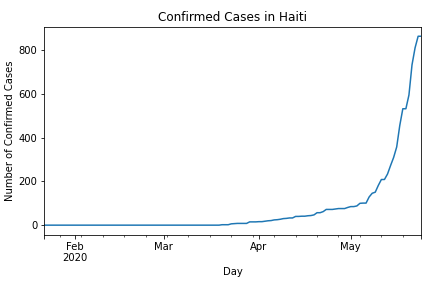 Confirmed Cases in Haiti
Number of Confirmed Cases
800
600
400
200
0
Feb
2020
Mar
Apr
May
Day